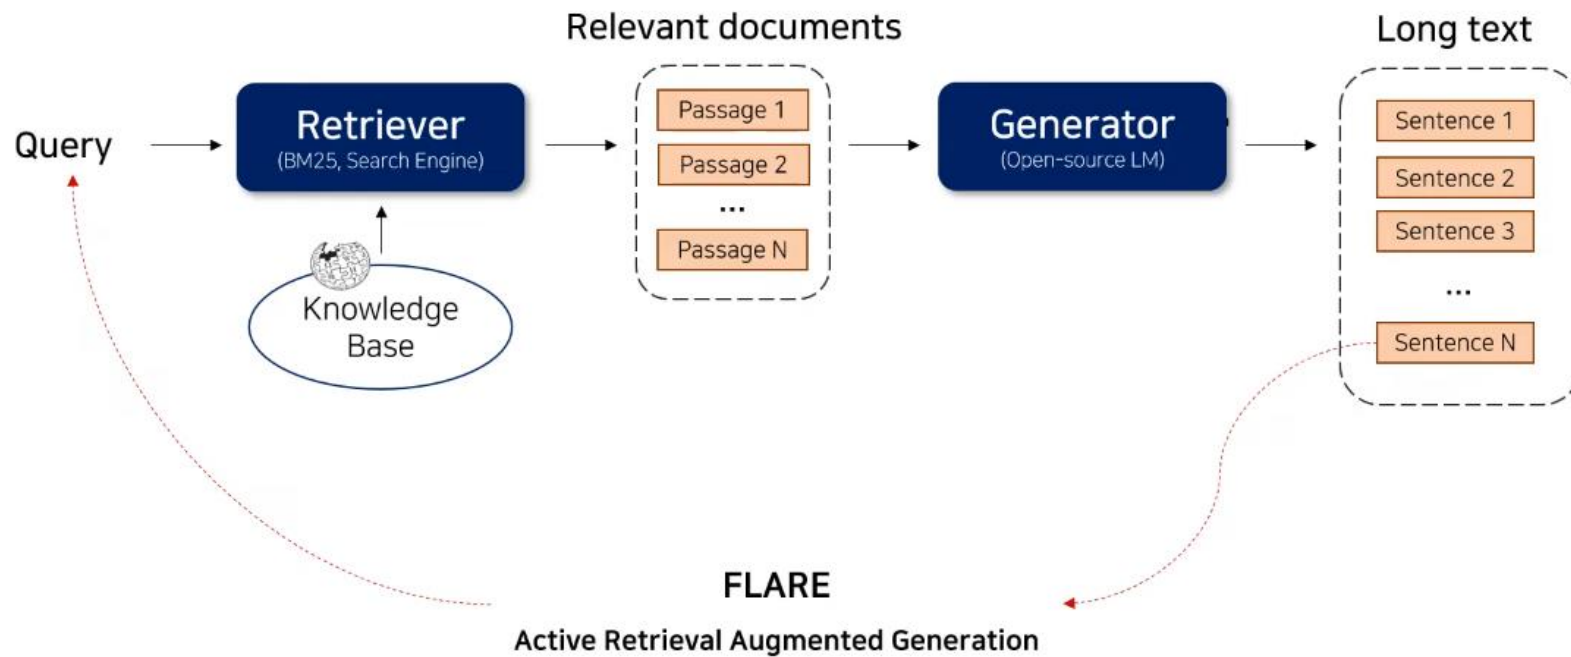 Relevant documents
Long text
Query
Retriever
(BM25, Search Engine)
Passage 1
Passage 2
...
Passage N
Generator
(Open-source LM)
Sentence 1
Sentence 2
Sentence 3
...
Sentence N
Knowledge
Base
FLARE
Active Retrieval Augmented Generation